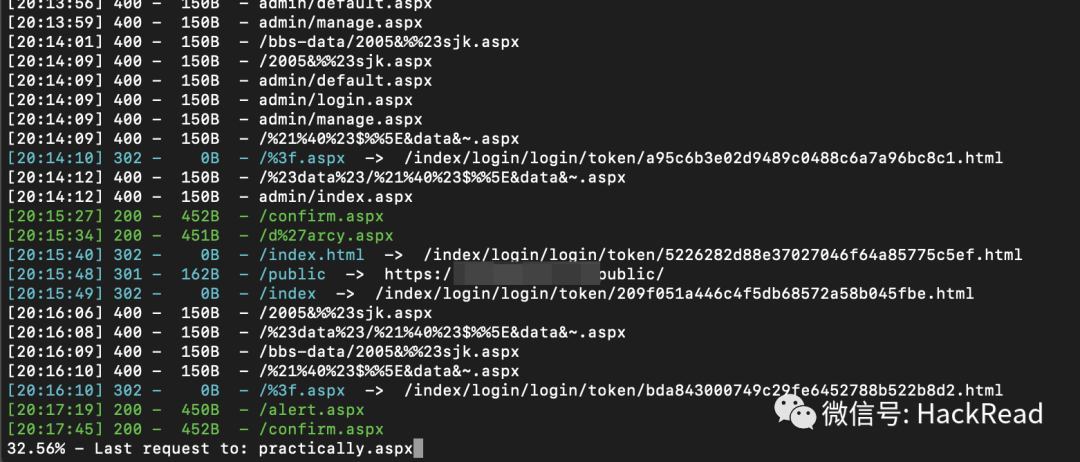 [20:13:56] 400 -  150B  - admin/default.aspx
[20:13:59] 400 -  150B  - admin/manage.aspx
[20:14:01] 400 -  150B  - /bbs-data/2005&%%23sjk.aspx
[20:14:09] 400 -  150B  - /2005&%%23sjk.aspx
[20:14:09] 400 -  150B  - admin/default.aspx
[20:14:09] 400 -  150B  - admin/login.aspx
[20:14:09] 400 -  150B  - admin/manage.aspx
[20:14:09] 400 -  150B  - /%21%40%23$%%5E&data&~.aspx
[20:14:10] 302 -    0B  - /%3f.aspx  ->  /index/login/login/token/a95c6b3e02d9489c0488c6a7a96bc8c1.html
[20:14:12] 400 -  150B  - /%23data%23/%21%40%23$%%5E&data&~.aspx
[20:14:12] 400 -  150B  - admin/index.aspx
[20:15:27] 200 -  452B  - /confirm.aspx
[20:15:34] 200 -  451B  - /d%27arcy.aspx
[20:15:40] 302 -    0B  - /index.html  ->  /index/login/login/token/5226282d88e37027046f64a85775c5ef.html
[20:15:48] 301 -  162B  - /public  ->  https:/ public/
[20:15:49] 302 -    0B  - /index  ->  /index/login/login/token/209f051a446c4f5db68572a58b045fbe.html
[20:16:06] 400 -  150B  - /2005&%%23sjk.aspx
[20:16:08] 400 -  150B  - /%23data%23/%21%40%23$%%5E&data&~.aspx
[20:16:09] 400 -  150B  - /bbs-data/2005&%%23sjk.aspx
[20:16:10] 400 -  150B  - /%21%40%23$%%5E&data&~.aspx
[20:16:10] 302 -    0B  - /%3f.aspx  ->  /index/login/login/token/bda843000749c29fe6452788b522b8d2.html
[20:17:19] 200 -  450B  - /alert.aspx
[20:17:45] 200 -  452B  - /confirm.aspx
微信号: HackRead
32.56% - Last request to: practically.aspx